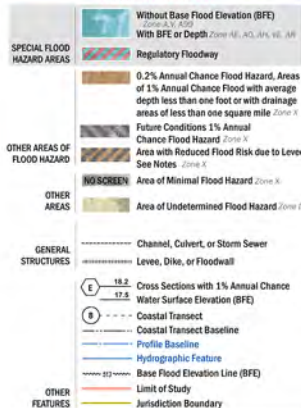 Without Base Flood Elevation (BFE)
Zone A, V, A99
With BFE or Depth Zone AE, AO, AH, VE, AR
SPECIAL FLOOD
HAZARD AREAS
Regulatory Floodway
0.2% Annual Chance Flood Hazard, Areas
of 1% Annual Chance Flood with average
depth less than one foot or with drainage
areas of less than one square mile Zone X
Future Conditions 1% Annual
Chance Flood Hazard Zone X
OTHER AREAS OF
FLOOD HAZARD
Area with Reduced Flood Risk due to Levee
See Notes Zone X
NO SCREEN Area of Minimal Flood Hazard Zone X
OTHER
AREAS
Area of Undetermined Flood Hazard Zone
GENERAL
STRUCTURES
Channel, Culvert, or Storm Sewer
Levee, Dike, or Floodwall
E 18.2 Cross Sections with 1% Annual Chance
17.5 Water Surface Elevation (BFE)
8 Coastal Transect
Coastal Transect Baseline
Profile Baseline
Hydrographic Feature
513 Base Flood Elevation Line (BFE)
OTHER
FEATURES
Limit of Study
Jurisdiction Boundary